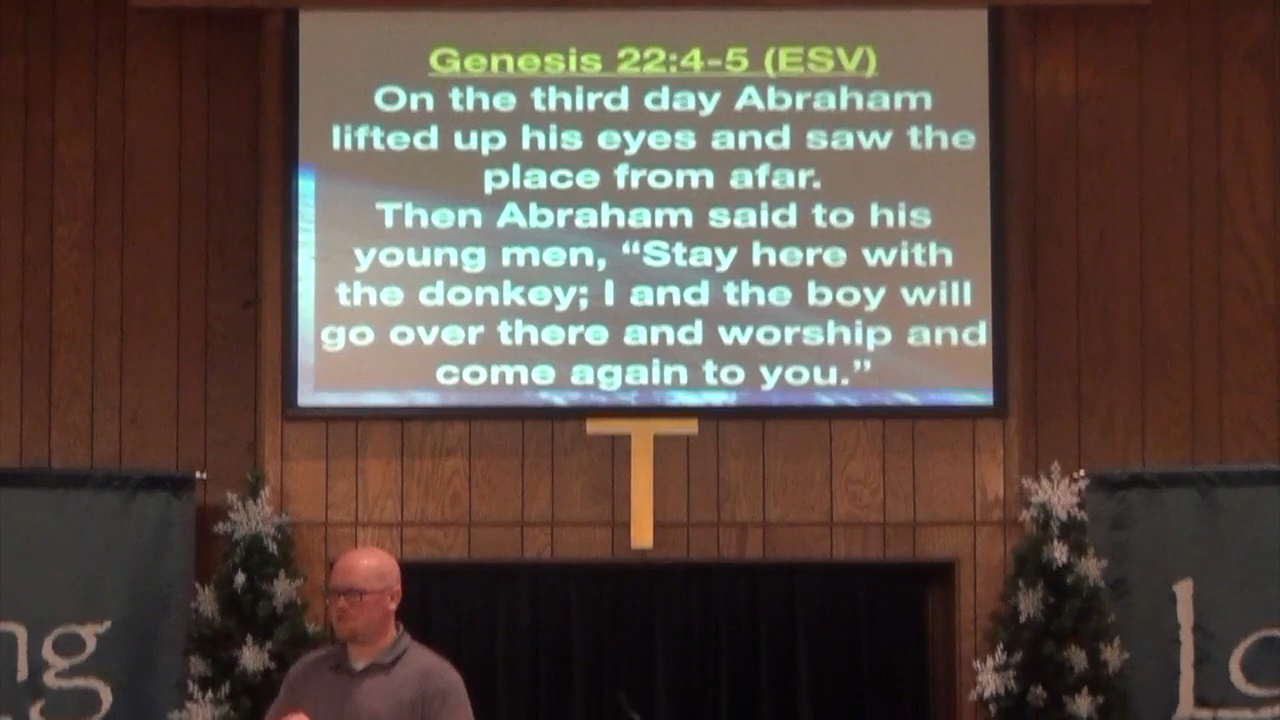 Genesis 22:4-5 (ESV)
On the third day Abraham
lifted up his eyes and saw the
place from afar.
Then Abraham said to his
young men, “Stay here with
the donkey; I and the boy will
go over there and worship and
come again to you.”
ng
Lo